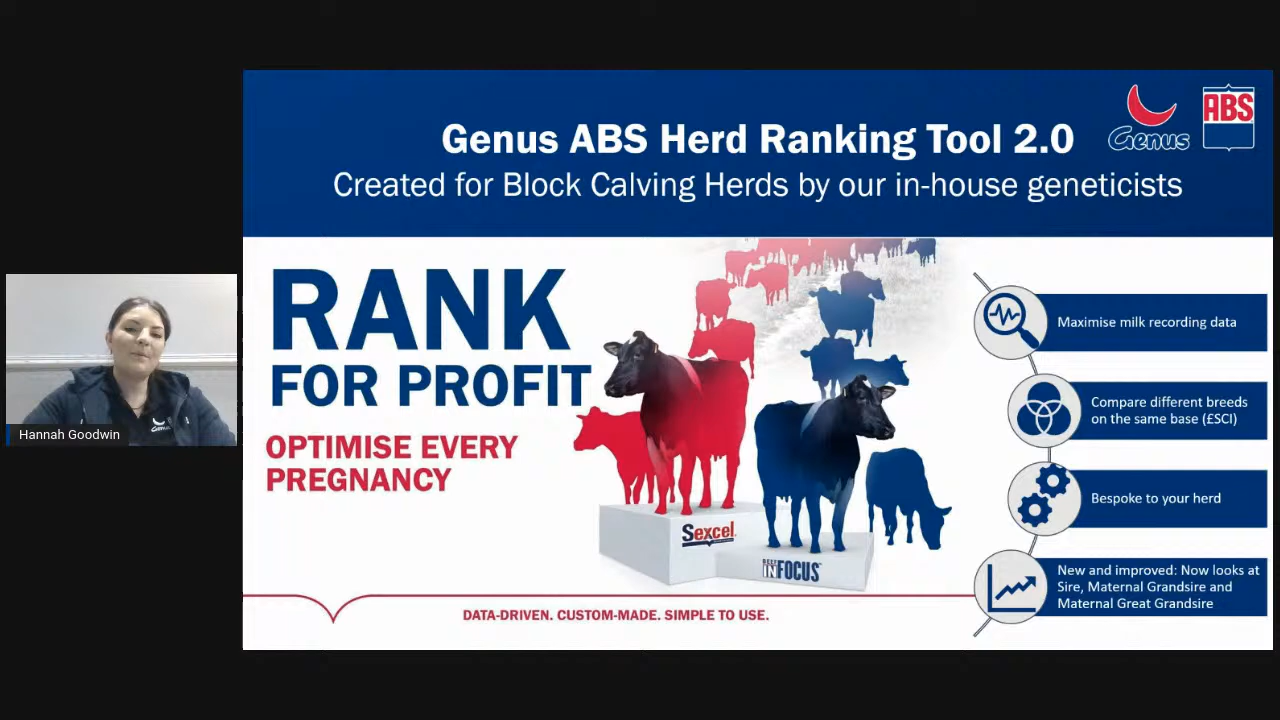 Genus ABS Herd Ranking Tool 2.0
Created for Block Calving Herds by our in-house geneticists
Genus
ABS
RANK
FOR PROFIT
OPTIMISE EVERY
PREGNANCY
Sexcel
BEEF
INFOCUS
Maximise milk recording data
Compare different breeds
on the same base (£SCI)
Bespoke to your herd
New and improved: Now looks at
Sire, Maternal Grandsire and
Maternal Great Grandsire
DATA-DRIVEN. CUSTOM-MADE. SIMPLE TO USE.
Genus
Hannah Goodwin